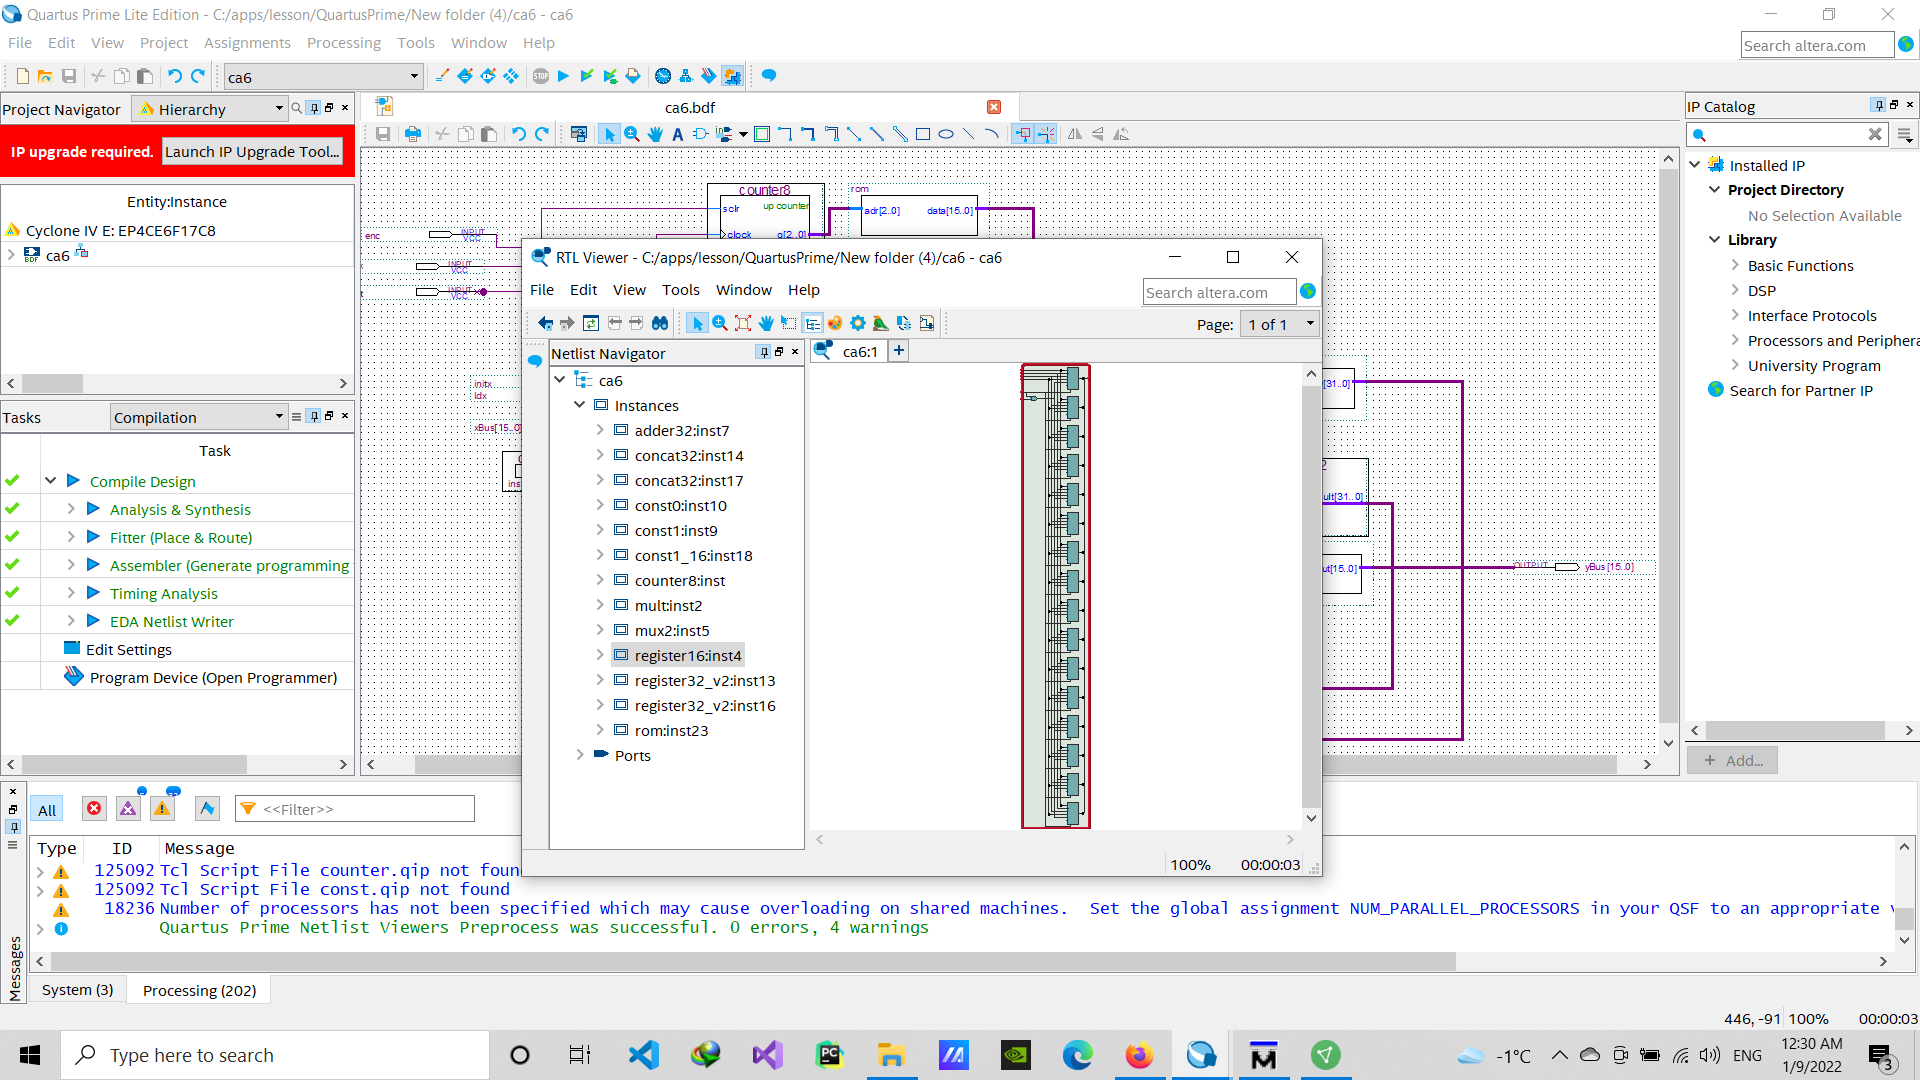 Quartus Prime Lite Edition - C:/apps/lesson/QuartusPrime/New folder (4)/ca6 - ca6
File Edit View Project Assignments Processing Tools Window Help
Search altera.com
ca6
Project Navigator Hierarchy
IP upgrade required. Launch IP Upgrade Tool...
Entity:Instance
Cyclone IV E: EP4CE6F17C8
BDF ca6
Tasks Compilation
Task
Compile Design
Analysis & Synthesis
Fitter (Place & Route)
Assembler (Generate programming
Timing Analysis
EDA Netlist Writer
Edit Settings
Program Device (Open Programmer)
ca6.bdf
counter8
sclr up counter
clock q[2..0]
rom
adr[2..0] data[15..0]
enc
INPUT
VCC
INPUT
VCC
INPUT
VCC
initx
ldx
xBus[15..0]
ins
[31..0]
2
ult[31..0]
ut[15..0]
OUTPUT yBus[15..0]
RTL Viewer - C:/apps/lesson/QuartusPrime/New folder (4)/ca6 - ca6
File Edit View Tools Window Help
Search altera.com
Page: 1 of 1
Netlist Navigator
ca6:1
ca6
Instances
adder32:inst7
concat32:inst14
concat32:inst17
const0:inst10
const1:inst9
const1_16:inst18
counter8:inst
mult:inst2
mux2:inst5
register16:inst4
register32_v2:inst13
register32_v2:inst16
rom:inst23
Ports
100% 00:00:03
IP Catalog
Installed IP
Project Directory
No Selection Available
Library
Basic Functions
DSP
Interface Protocols
Processors and Periphera
University Program
Search for Partner IP
+ Add...
All
<<Filter>>
Type ID Message
125092 Tcl Script File counter.qip not foun
125092 Tcl Script File const.qip not found
18236 Number of processors has not been specified which may cause overloading on shared machines. Set the global assignment NUM_PARALLEL_PROCESSORS in your QSF to an appropriate v
Quartus Prime Netlist Viewers Preprocess was successful. 0 errors, 4 warnings
Messages
System (3) Processing (202)
446, -91 100% 00:00:03
Type here to search
-1°C
ENG
12:30 AM
1/9/2022
3